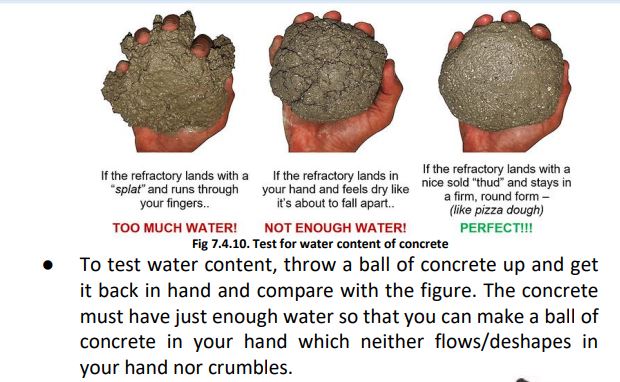 If the refractory lands with a
"splat" and runs through
your fingers..
TOO MUCH WATER!
If the refractory lands in
your hand and feels dry like
it's about to fall apart..
NOT ENOUGH WATER!
If the refractory lands with a
nice sold "thud" and stays in
a firm, round form –
(like pizza dough)
PERFECT!!!
Fig 7.4.10. Test for water content of concrete
● To test water content, throw a ball of concrete up and get
it back in hand and compare with the figure. The concrete
must have just enough water so that you can make a ball of
concrete in your hand which neither flows/deshapes in
your hand nor crumbles.